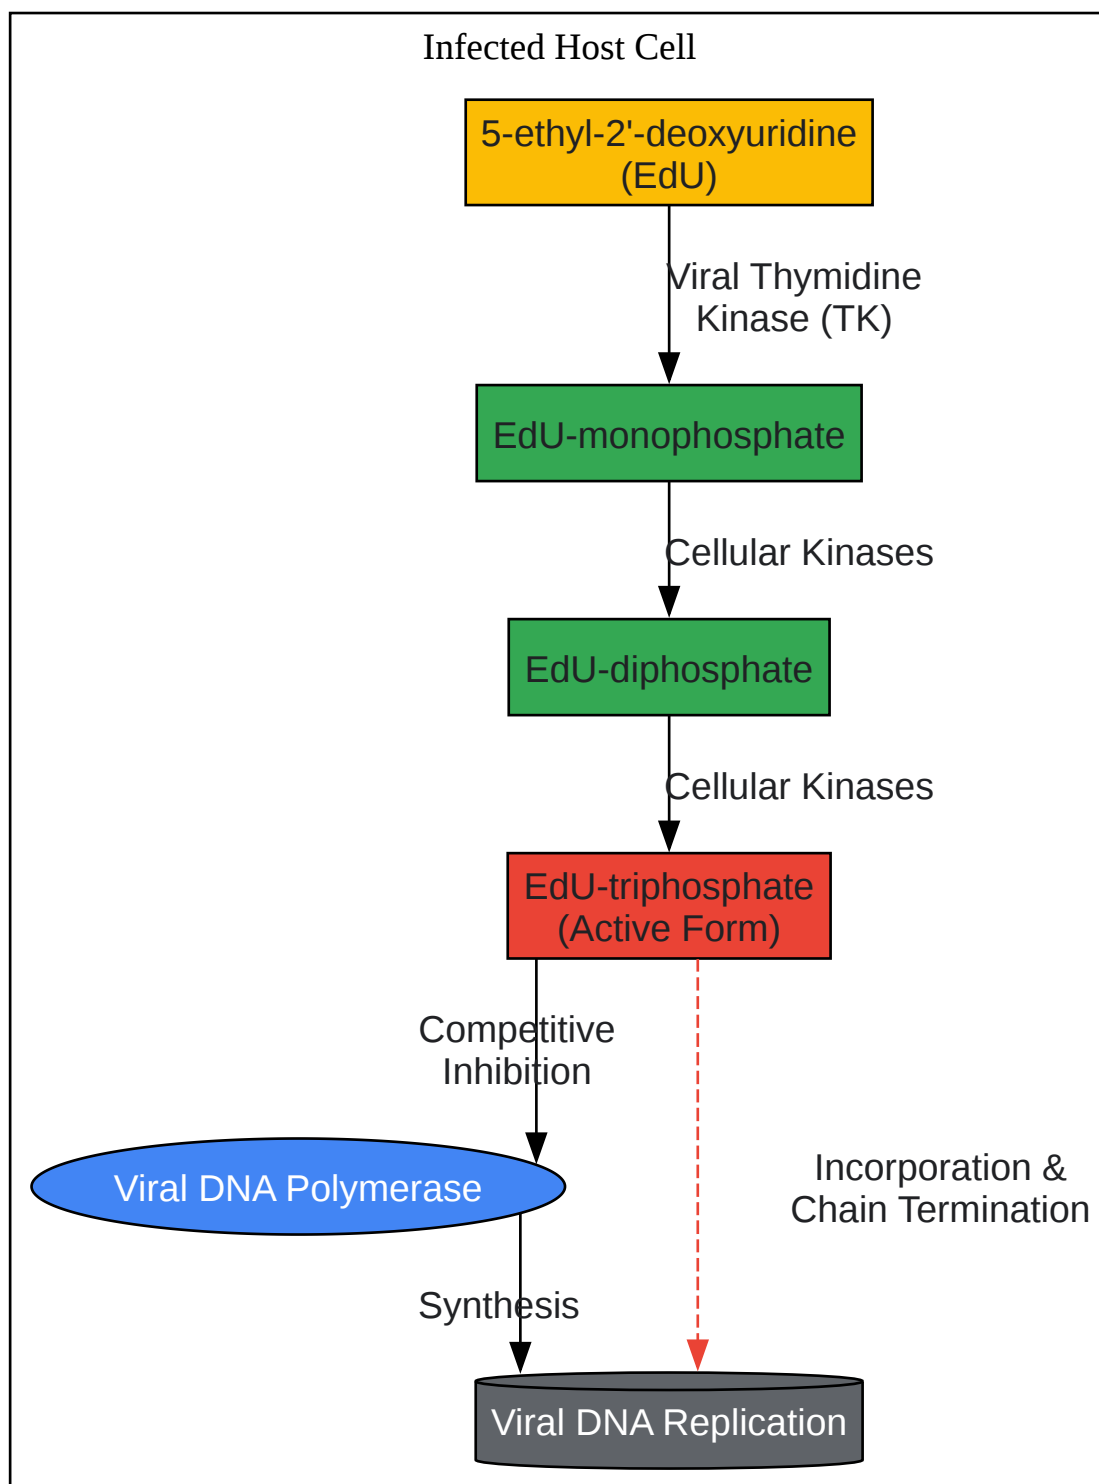 Infected Host Cell
5-ethyl-2'-deoxyuridine
(EdU)
Viral Thymidine
Kinase (TK)
EdU-monophosphate
Cellular Kinases
EdU-diphosphate
Cellular Kinases
EdU-triphosphate
(Active Form)
Competitive
Inhibition
Viral DNA Polymerase
Incorporation &
Chain Termination
Synthesis
Viral DNA Replication